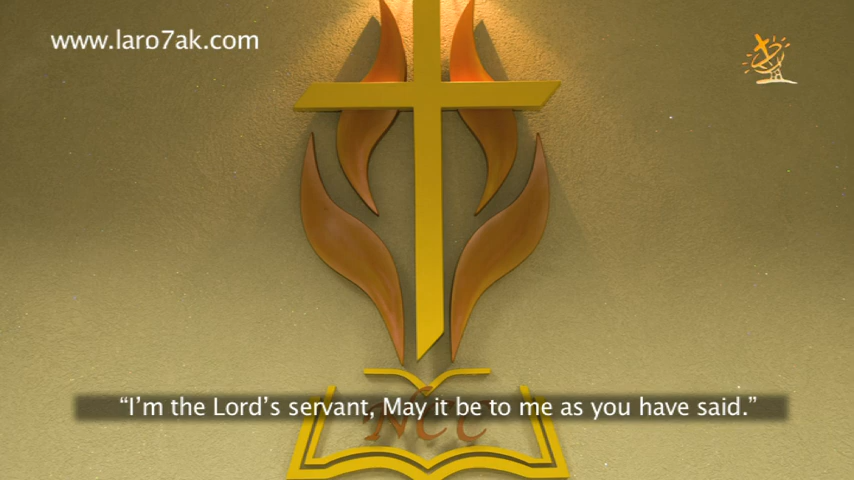 www.laro7ak.com
“I’m the Lord’s servant, May it be to me as you have said.”
NCC